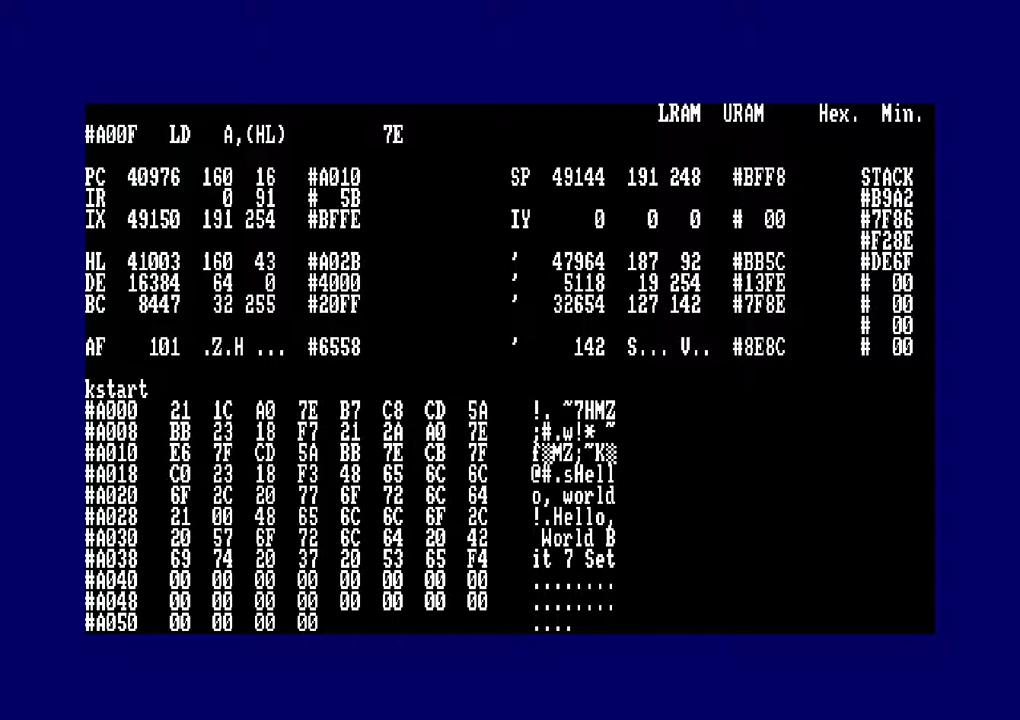 LRAM URAM Hex. Min.
#A00F LD A,(HL) 7E
PC 40976 160 16 #A010 SP 49144 191 248 #BFF8 STACK
IR 0 91 # 5B #B9A2
IX 49150 191 254 #BFFE IY 0 0 0 # 00 #7F86
#F28E
HL 41003 160 43 #A02B ' 47964 187 92 #BB5C #DE6F
DE 16384 64 0 #4000 ' 5118 19 254 #13FE # 00
BC 8447 32 255 #20FF ' 32654 127 142 #7F8E # 00
# 00
AF 101 .Z.H ... #6558 ' 142 S... V.. #8E8C # 00
kstart
#A000 21 1C A0 7E B7 C8 CD 5A !. ~7HMZ
#A008 BB 23 18 F7 21 2A A0 7E ;#.w!* ~
#A010 E6 7F CD 5A BB 7E CB 7F f▒MZ;~K▒
#A018 C0 23 18 F3 48 65 6C 6C @#.sHell
#A020 6F 2C 20 77 6F 72 6C 64 o, world
#A028 21 00 48 65 6C 6C 6F 2C !.Hello,
#A030 20 57 6F 72 6C 64 20 42 World B
#A038 69 74 20 37 20 53 65 F4 it 7 Set
#A040 00 00 00 00 00 00 00 00 ........
#A048 00 00 00 00 00 00 00 00 ........
#A050 00 00 00 00 ....